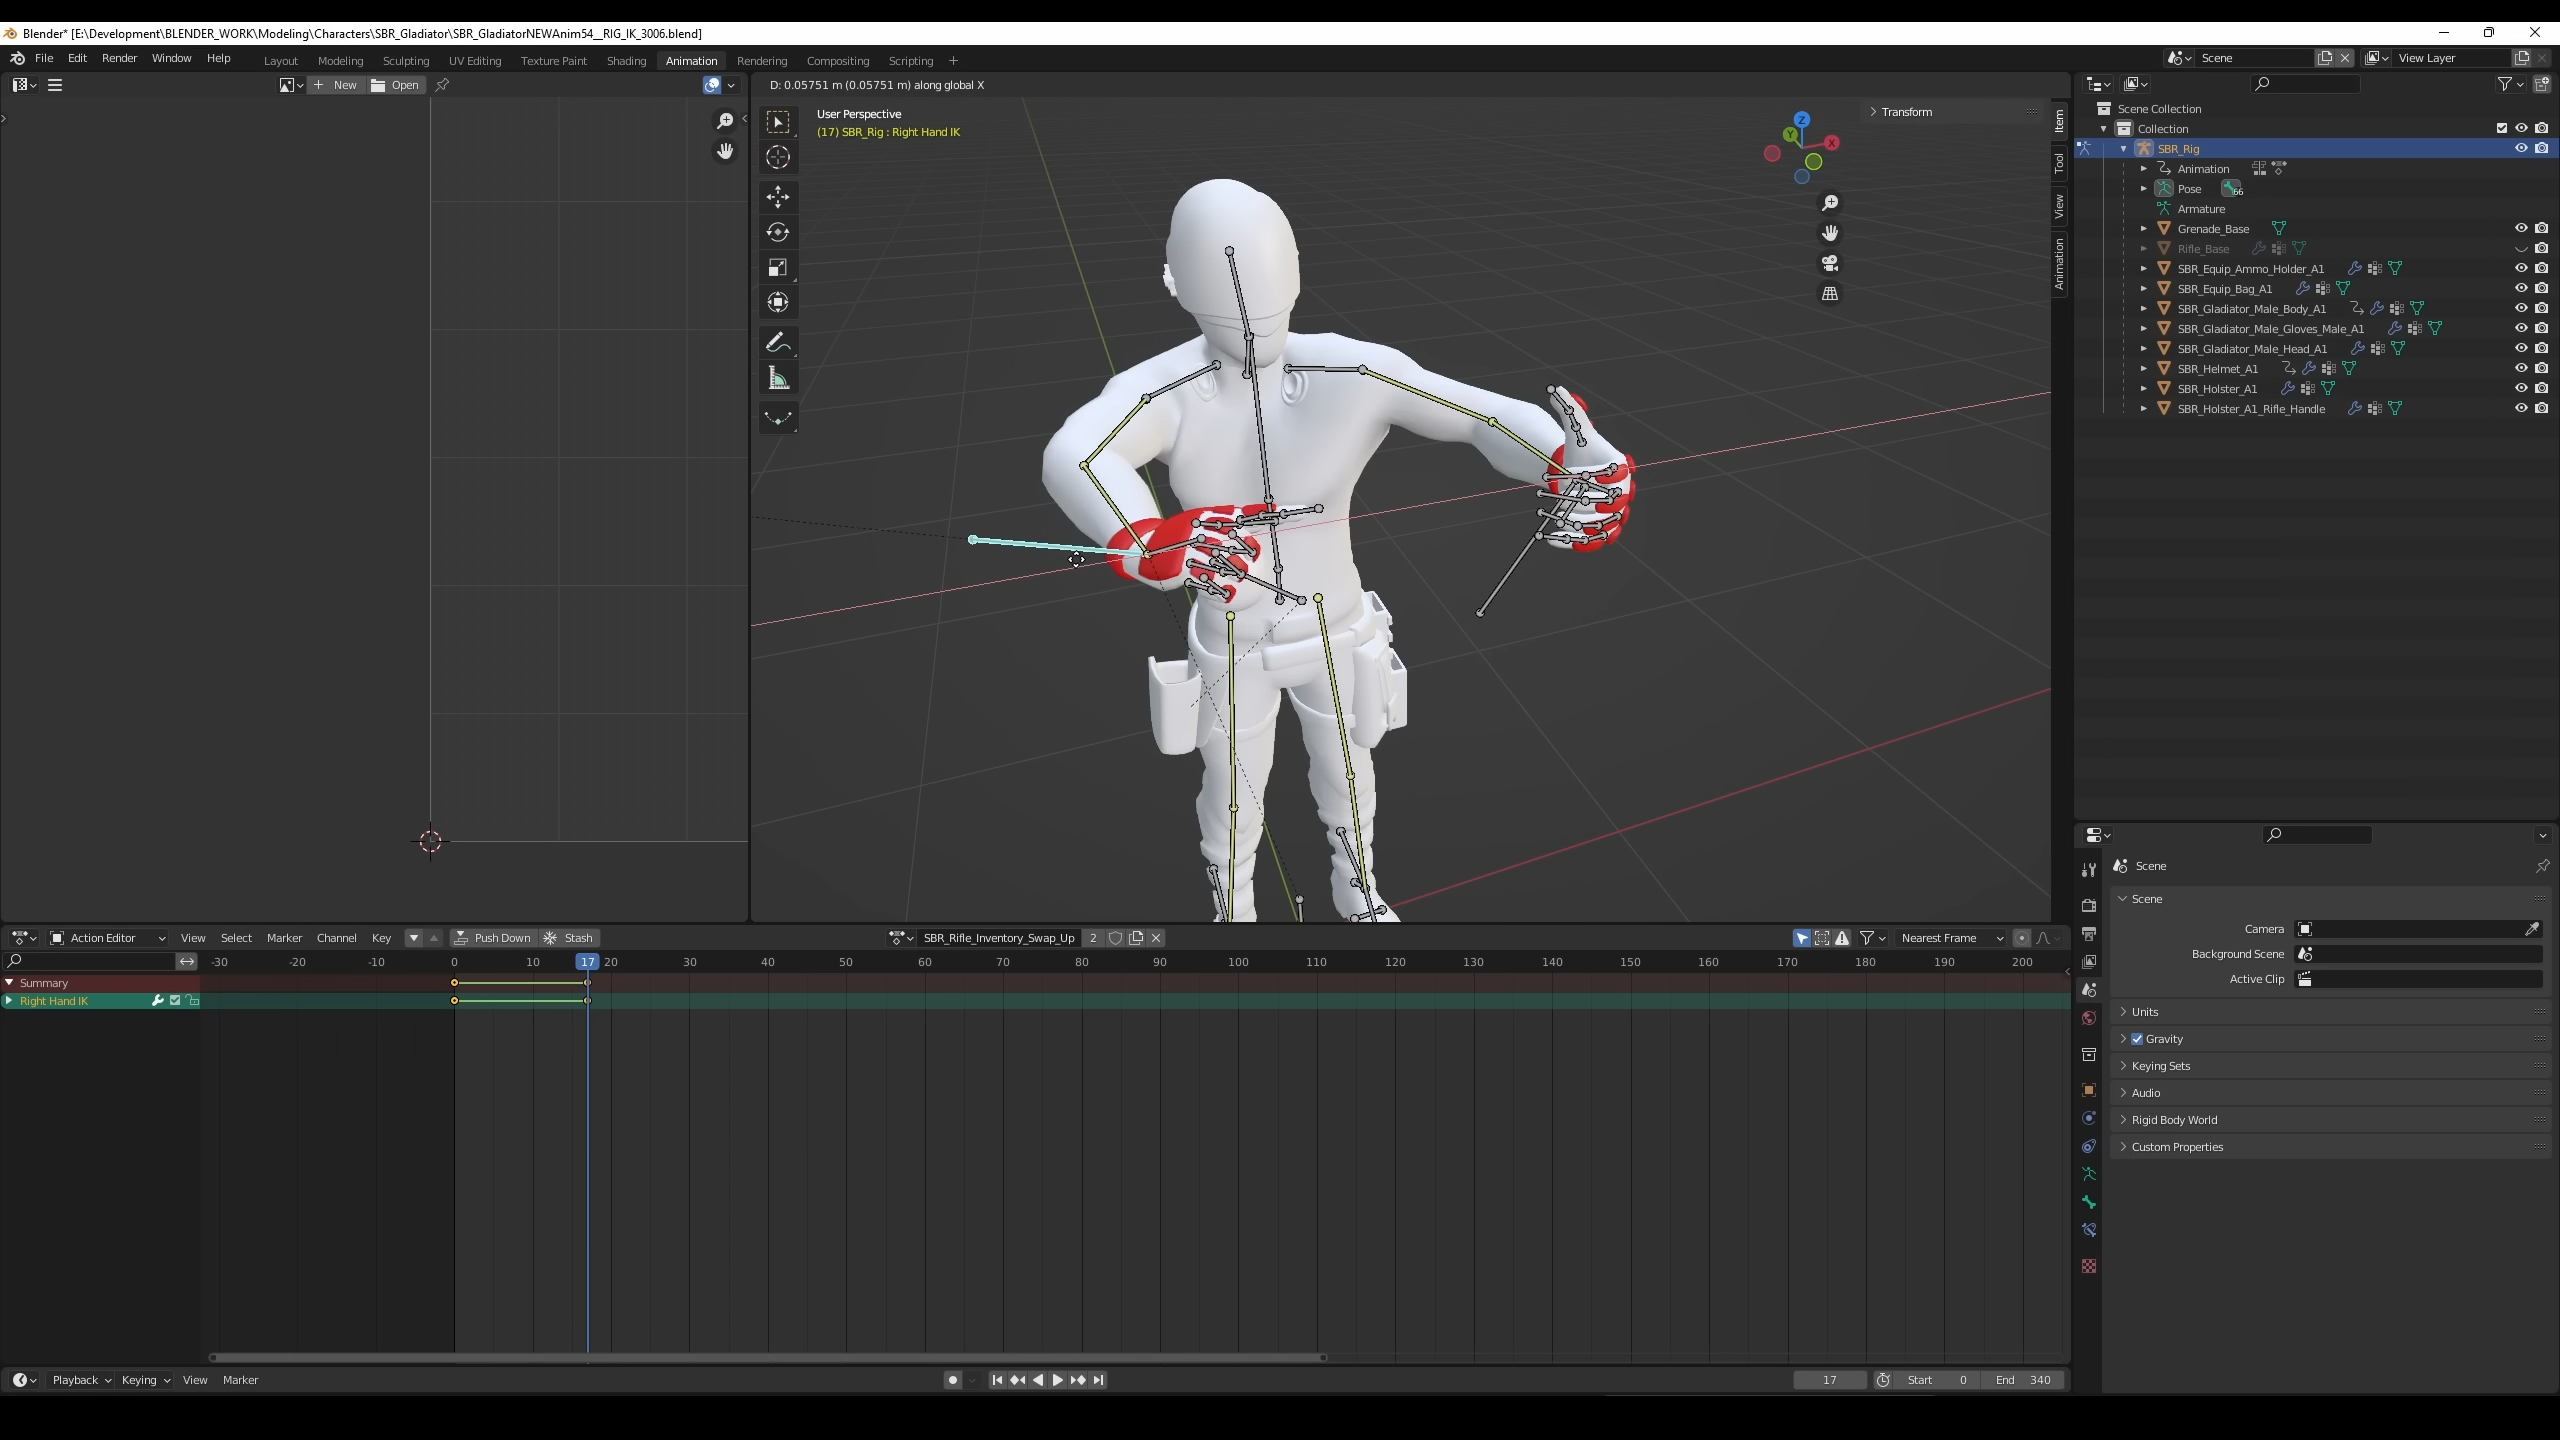 Blender* [E:\Development\BLENDER_WORK\Modeling\Characters\SBR_Gladiator\SBR_GladiatorNEWAnim54__RIG_IK_3006.blend]
File Edit Render Window Help Layout Modeling Sculpting UV Editing Texture Paint Shading Animation Rendering Compositing Scripting + Scene View Layer
New Open
D: 0.05751 m (0.05751 m) along global X
User Perspective
(17) SBR_Rig : Right Hand IK
Transform
Z
Y
X
Item
Tool
View
Animation
Scene Collection
Collection
SBR_Rig
Animation
Pose 66
Armature
Grenade_Base
Rifle_Base
SBR_Equip_Ammo_Holder_A1
SBR_Equip_Bag_A1
SBR_Gladiator_Male_Body_A1
SBR_Gladiator_Male_Gloves_Male_A1
SBR_Gladiator_Male_Head_A1
SBR_Helmet_A1
SBR_Holster_A1
SBR_Holster_A1_Rifle_Handle
Scene
Scene
Camera
Background Scene
Active Clip
Units
Gravity
Keying Sets
Audio
Rigid Body World
Custom Properties
Action Editor View Select Marker Channel Key Push Down Stash SBR_Rifle_Inventory_Swap_Up 2 Nearest Frame
-30 -20 -10 0 10 17 20 30 40 50 60 70 80 90 100 110 120 130 140 150 160 170 180 190 200
Summary
Right Hand IK
Playback Keying View Marker 17 Start 0 End 340